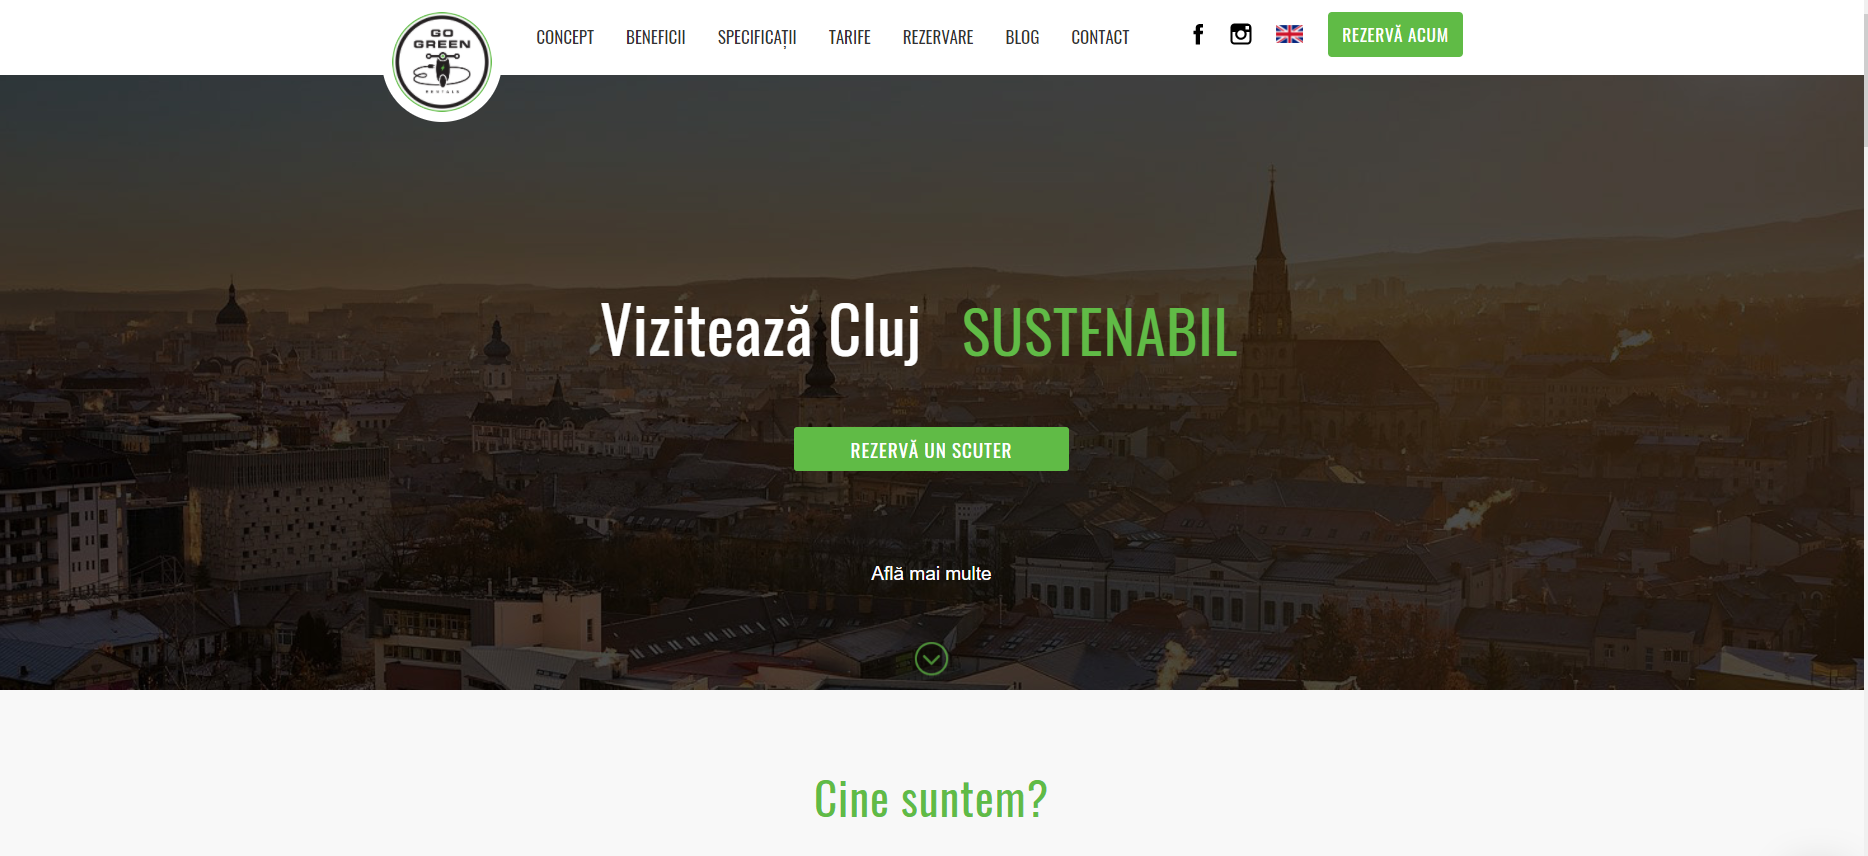 GO
GREEN
RENTALS
CONCEPT BENEFICII SPECIFICAȚII TARIFE REZERVARE BLOG CONTACT
REZERVĂ ACUM
Vizitează Cluj SUSTENABIL
REZERVĂ UN SCUTER
Află mai multe
Cine suntem?